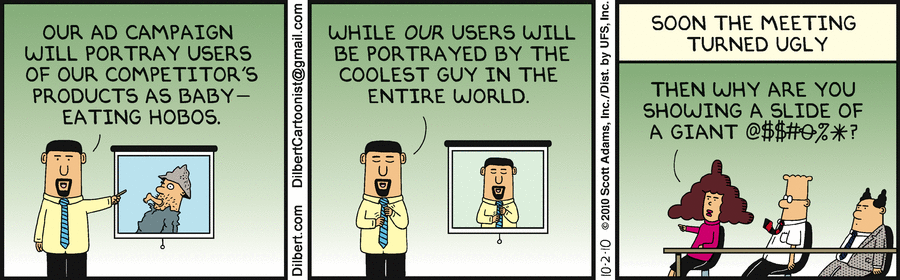 OUR AD CAMPAIGN
WILL PORTRAY USERS
OF OUR COMPETITOR'S
PRODUCTS AS BABY—
EATING HOBOS.
Dilbert.com DilbertCartoonist@gmail.com
WHILE OUR USERS WILL
BE PORTRAYED BY THE
COOLEST GUY IN THE
ENTIRE WORLD.
10-2-10 © 2010 Scott Adams, Inc./Dist. by UFS, Inc.
SOON THE MEETING
TURNED UGLY
THEN WHY ARE YOU
SHOWING A SLIDE OF
A GIANT @$$#0%*?